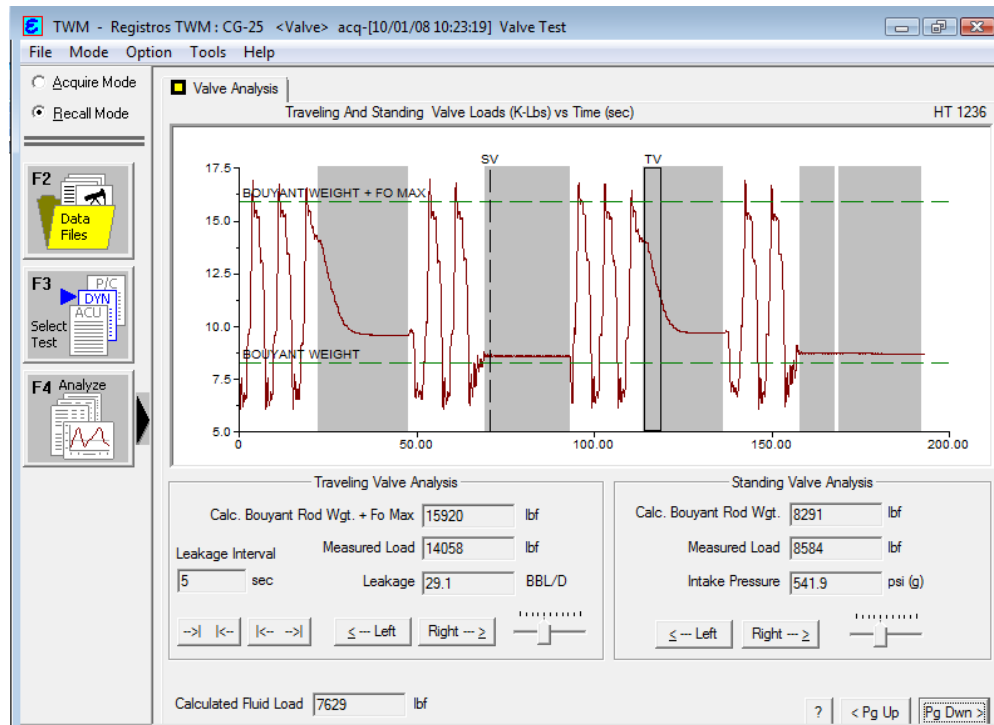 TWM - Registros TWM : CG-25 <Valve> acq-[10/01/08 10:23:19] Valve Test
File Mode Option Tools Help
Acquire Mode
Recall Mode
F2
Data
Files
F3
P/C
DYN
ACU
Select
Test
F4 Analyze
Valve Analysis
Traveling And Standing Valve Loads (K-Lbs) vs Time (sec) HT 1236
SV TV
17.5
BOUYANT WEIGHT + FO MAX
15.0
12.5
10.0
BOUYANT WEIGHT
7.5
5.0
0 50.00 100.00 150.00 200.00
Traveling Valve Analysis
Calc. Bouyant Rod Wgt. + Fo Max 15920 lbf
Measured Load 14058 lbf
Leakage Interval
5 sec
Leakage 29.1 BBL/D
-->| |<-- |<-- -->| < --- Left Right --- >
Standing Valve Analysis
Calc. Bouyant Rod Wgt. 8291 lbf
Measured Load 8584 lbf
Intake Pressure 541.9 psi (g)
< --- Left Right --- >
Calculated Fluid Load 7629 lbf
? < Pg Up Pg Dwn >